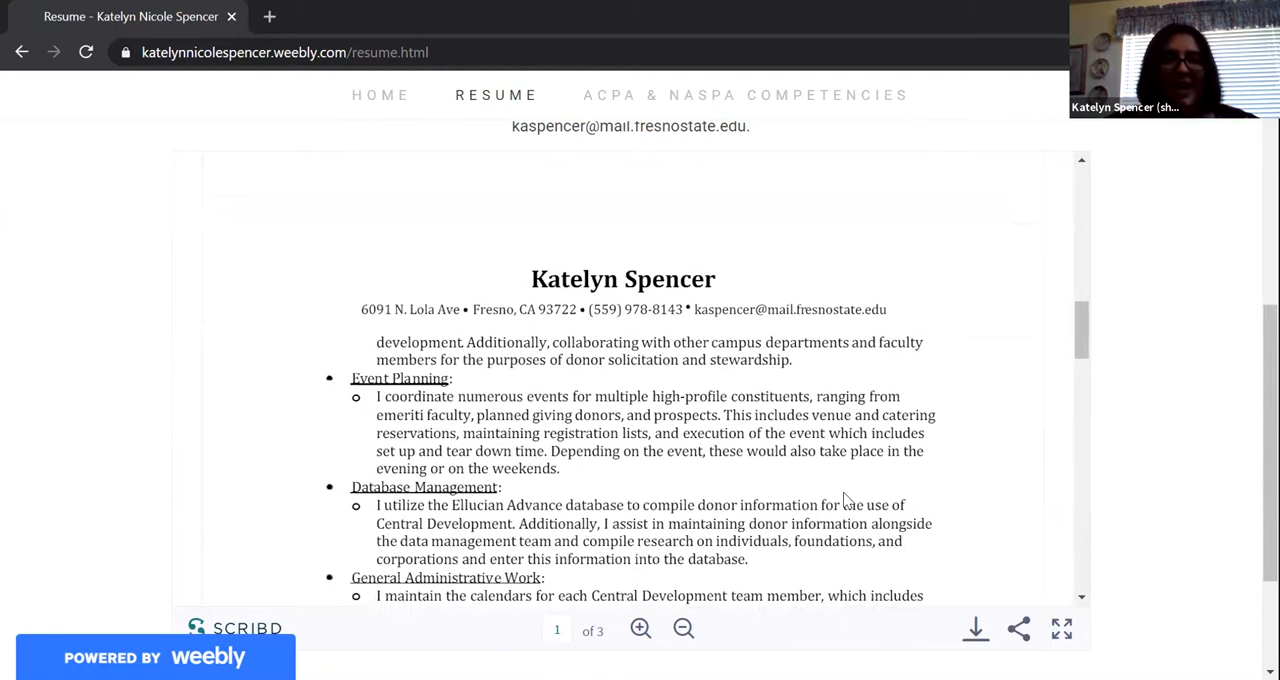 Resume - Katelyn Nicole Spencer
katelynnicolespencer.weebly.com/resume.html
Katelyn Spencer (sh...
HOME RESUME ACPA & NASPA COMPETENCIES
kaspencer@mail.fresnostate.edu.
Katelyn Spencer
6091 N. Lola Ave • Fresno, CA 93722 • (559) 978-8143 • kaspencer@mail.fresnostate.edu
development. Additionally, collaborating with other campus departments and faculty
members for the purposes of donor solicitation and stewardship.
• Event Planning:
o I coordinate numerous events for multiple high-profile constituents, ranging from
emeriti faculty, planned giving donors, and prospects. This includes venue and catering
reservations, maintaining registration lists, and execution of the event which includes
set up and tear down time. Depending on the event, these would also take place in the
evening or on the weekends.
• Database Management:
o I utilize the Ellucian Advance database to compile donor information for the use of
Central Development. Additionally, I assist in maintaining donor information alongside
the data management team and compile research on individuals, foundations, and
corporations and enter this information into the database.
• General Administrative Work:
o I maintain the calendars for each Central Development team member, which includes
SCRIBD
1 of 3
POWERED BY weebly